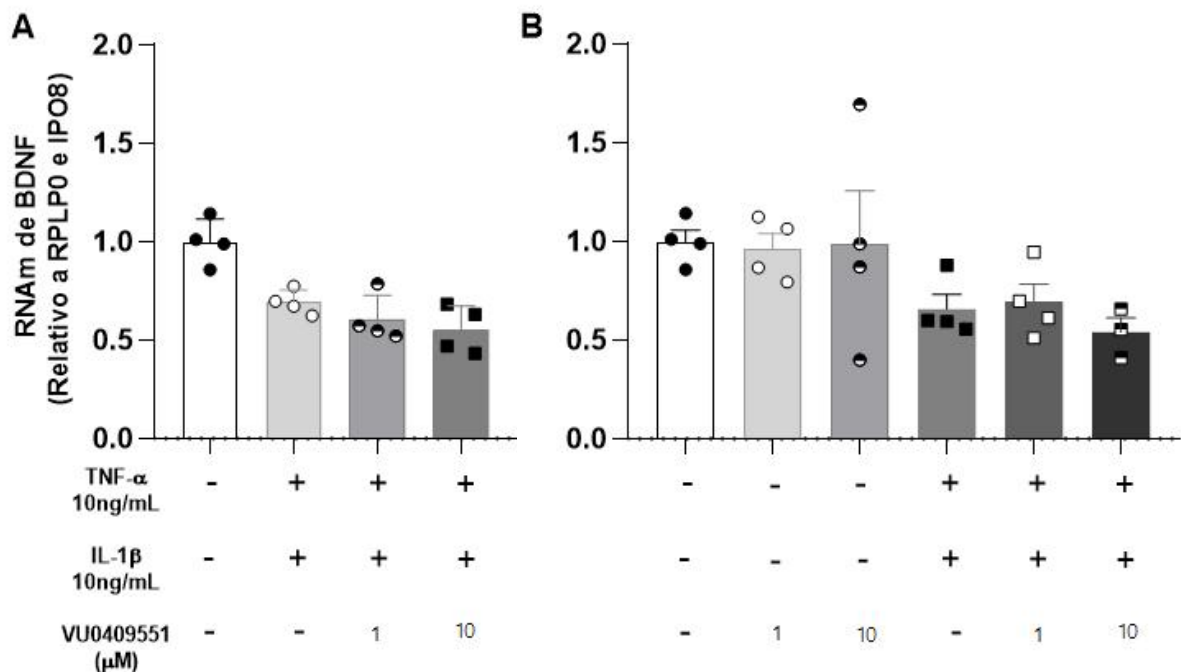 A
B
RNAm de BDNF
(Relativo a RPLP0 e IPO8)
2.0
1.5
1.0
0.5
0.0
2.0
1.5
1.0
0.5
0.0
TNF-α
10ng/mL
- + + + - - - + + +
IL-1β
10ng/mL
- + + + - - - + + +
VU0409551
(µM)
- - 1 10 - 1 10 - 1 10